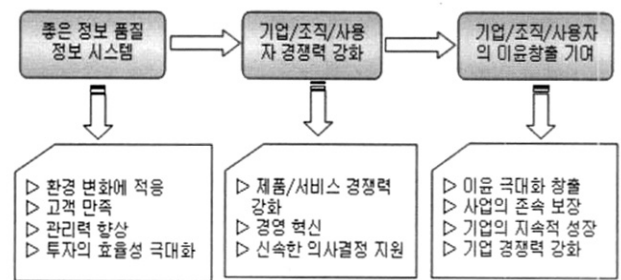 좋은 정보 품질
정보 시스템
기업/조직/사용
자 경쟁력 강화
기업/조직/사용자
의 이윤창출 기여
▷ 환경 변화에 적응
▷ 고객 만족
▷ 관리력 향상
▷ 투자의 효율성 극대화
▷ 제품/서비스 경쟁력
강화
▷ 경영 혁신
▷ 신속한 의사결정 지원
▷ 이윤 극대화 창출
▷ 사업의 존속 보장
▷ 기업의 지속적 성장
▷ 기업 경쟁력 강화